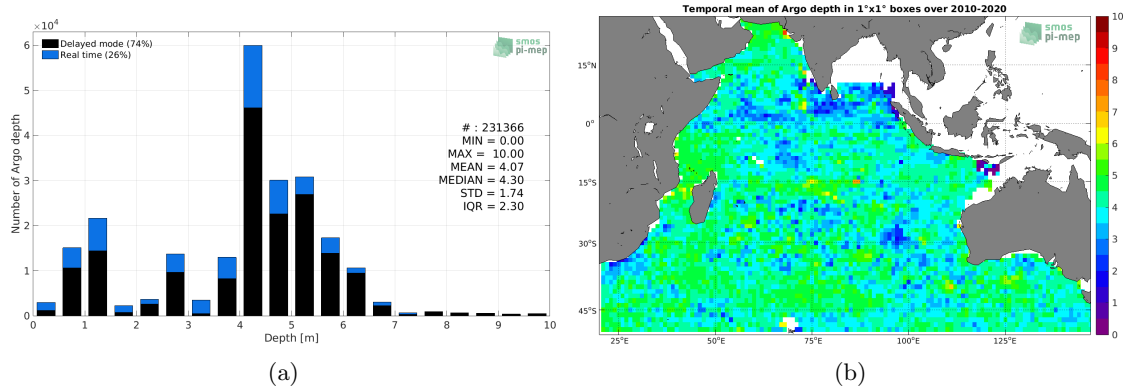 ×10⁴
6
5
4
3
2
1
0
Number of Argo depth
Delayed mode (74%)
Real time (26%)
smos
pi-mep
# : 231366
MIN = 0.00
MAX = 10.00
MEAN = 4.07
MEDIAN = 4.30
STD = 1.74
IQR = 2.30
0 1 2 3 4 5 6 7 8 9 10
Depth [m]
(a)
Temporal mean of Argo depth in 1°x1° boxes over 2010-2020
smos
pi-mep
15°N
0°
15°S
30°S
45°S
25°E 50°E 75°E 100°E 125°E
10
9
8
7
6
5
4
3
2
1
0
(b)